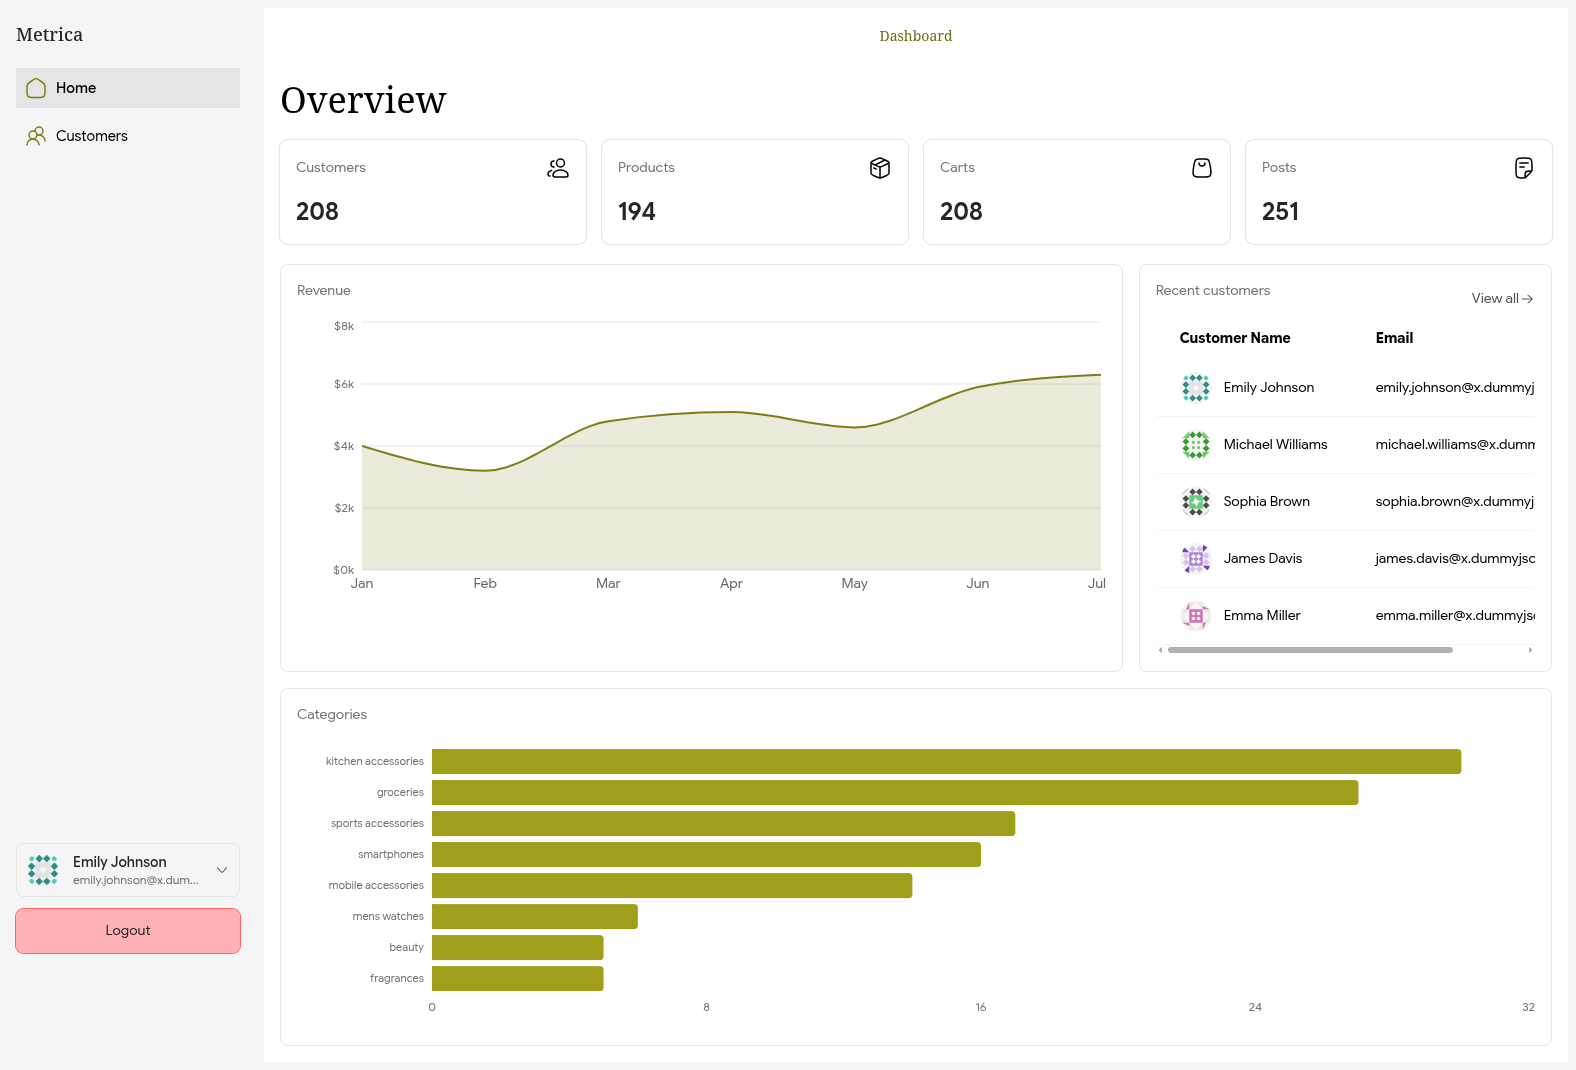 Metrica
Home
Customers
Emily Johnson
emily.johnson@x.dum...
Logout
Dashboard
Overview
Customers
208
Products
194
Carts
208
Posts
251
Revenue
$8k
$6k
$4k
$2k
$0k
Jan Feb Mar Apr May Jun Jul
Recent customers
View all
Customer Name Email
Emily Johnson emily.johnson@x.dummyj
Michael Williams michael.williams@x.dumm
Sophia Brown sophia.brown@x.dummyj
James Davis james.davis@x.dummyjso
Emma Miller emma.miller@x.dummyjso
Categories
kitchen accessories
groceries
sports accessories
smartphones
mobile accessories
mens watches
beauty
fragrances
0 8 16 24 32